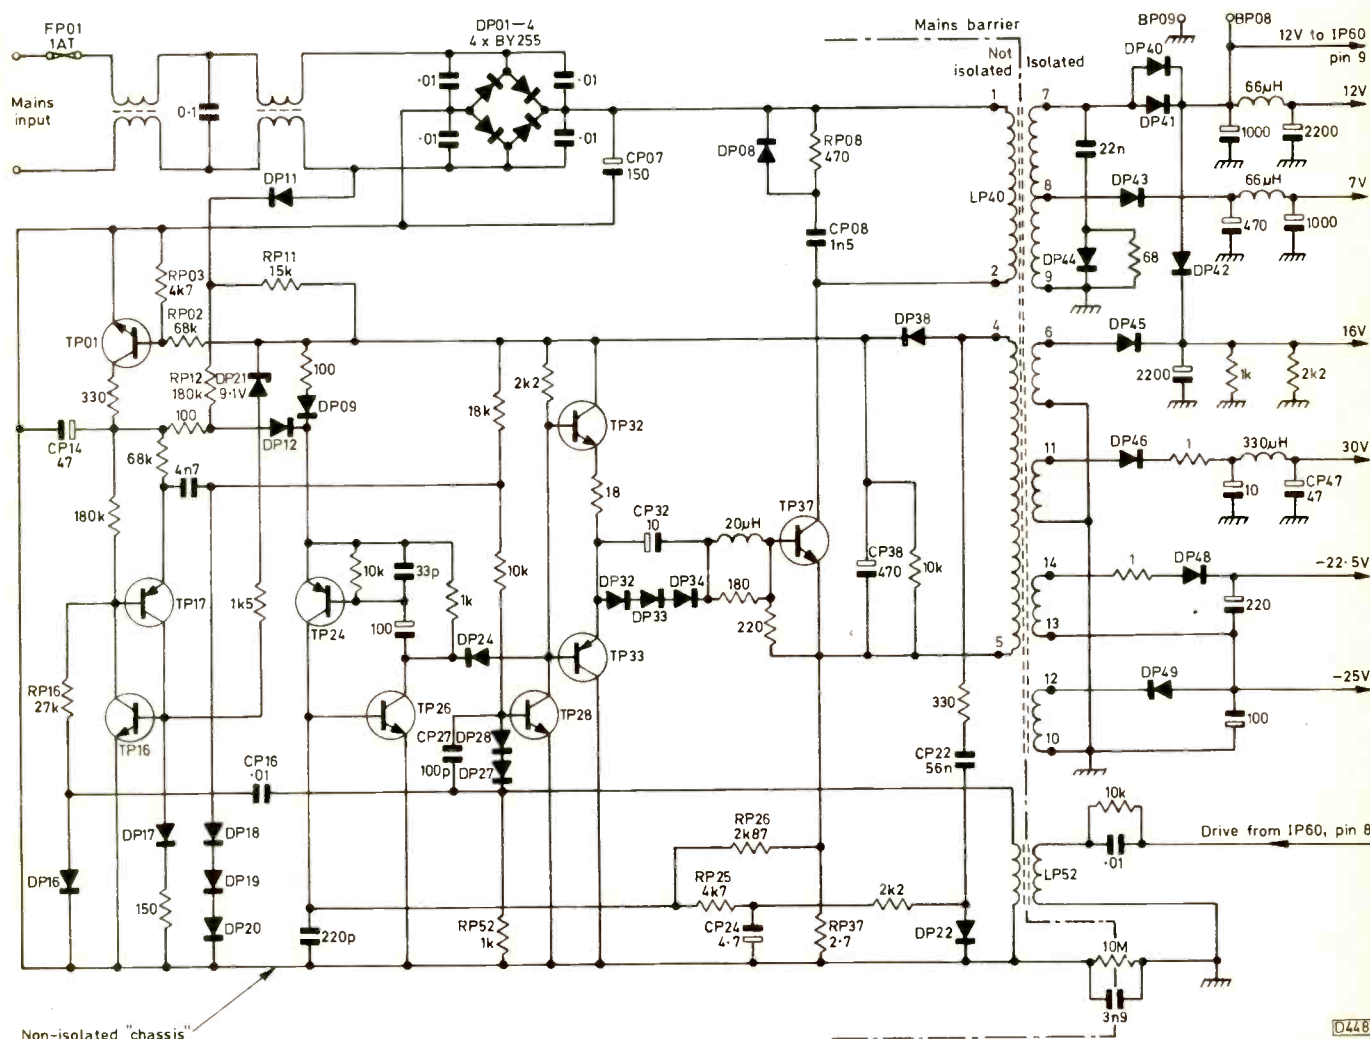 FP01
1AT
Mains
input
0·1
DP01-4
4 x BY255
·01
·01
·01
·01
CP07
150
DP11
DP08
RP08
470
CP08
1n5
Mains barrier
Not
isolated
Isolated
1
2
4
5
LP40
7
8
9
6
11
14
13
12
10
BP09
BP08
12V to IP60
pin 9
DP40
DP41
66µH
12V
1000
2200
22n
DP43
66µH
7V
470
1000
DP44
68
DP42
DP45
16V
2200
1k
2k2
DP46
1
330µH
30V
10
CP47
47
1
DP48
-22·5V
220
DP49
-25V
100
RP03
4k7
RP11
15k
RP02
68k
TP01
330
RP12
180k
DP21
9·1V
100
DP09
100
DP12
CP14
47
68k
4n7
180k
TP17
1k5
RP16
27k
TP16
CP16
·01
DP17
DP18
DP19
DP20
DP16
150
220p
10k
33p
1k
TP24
100
DP24
TP26
18k
10k
2k2
CP27
100p
DP28
DP27
TP28
TP32
18
TP33
CP32
10
20µH
DP32
DP33
DP34
180
220
TP37
DP38
CP38
470
10k
330
CP22
56n
RP26
2k87
RP25
4k7
2k2
CP24
4·7
RP52
1k
RP37
2·7
DP22
LP52
10k
·01
Drive from IP60, pin 8
10M
3n9
Non-isolated "chassis"
D448